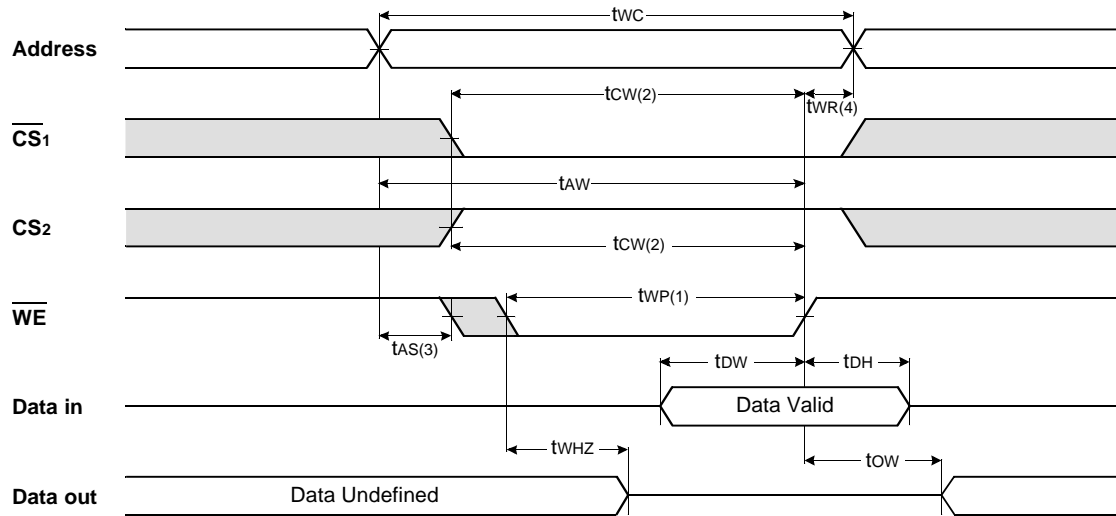 tWC
Address
tCW(2)
tWR(4)
CS1
tAW
CS2
tCW(2)
tWP(1)
WE
tAS(3)
tDW
tDH
Data in
Data Valid
tWHZ
tOW
Data out
Data Undefined